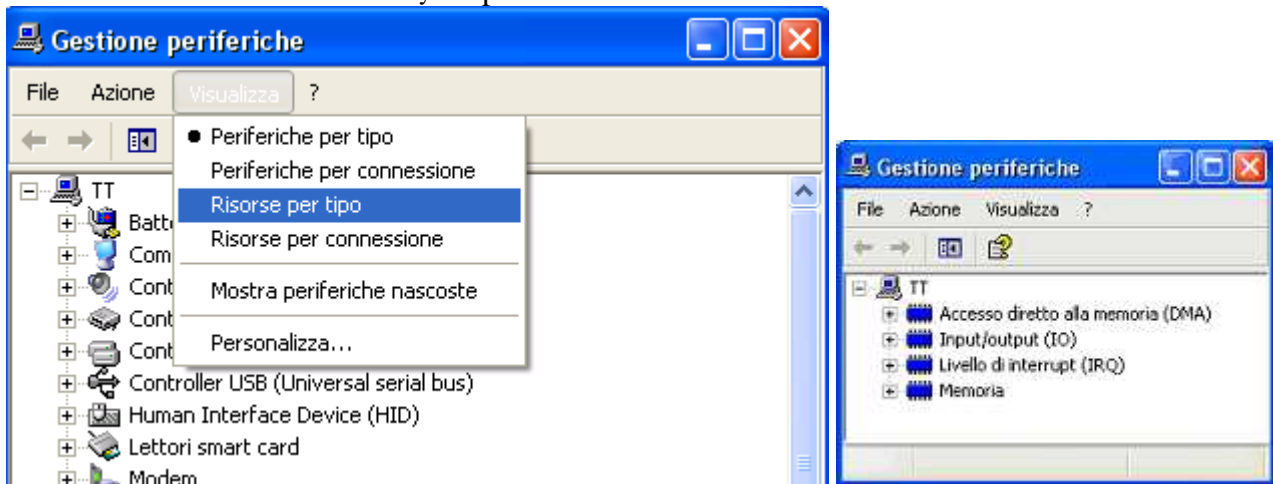 Gestione periferiche
File Azione Visualizza ?
Periferiche per tipo
Periferiche per connessione
Risorse per tipo
Risorse per connessione
Mostra periferiche nascoste
Personalizza...
TT
Batt
Com
Cont
Cont
Cont
Controller USB (Universal serial bus)
Human Interface Device (HID)
Lettori smart card
Modem
Gestione periferiche
File Azione Visualizza ?
TT
Accesso diretto alla memoria (DMA)
Input/output (IO)
Livello di interrupt (IRQ)
Memoria